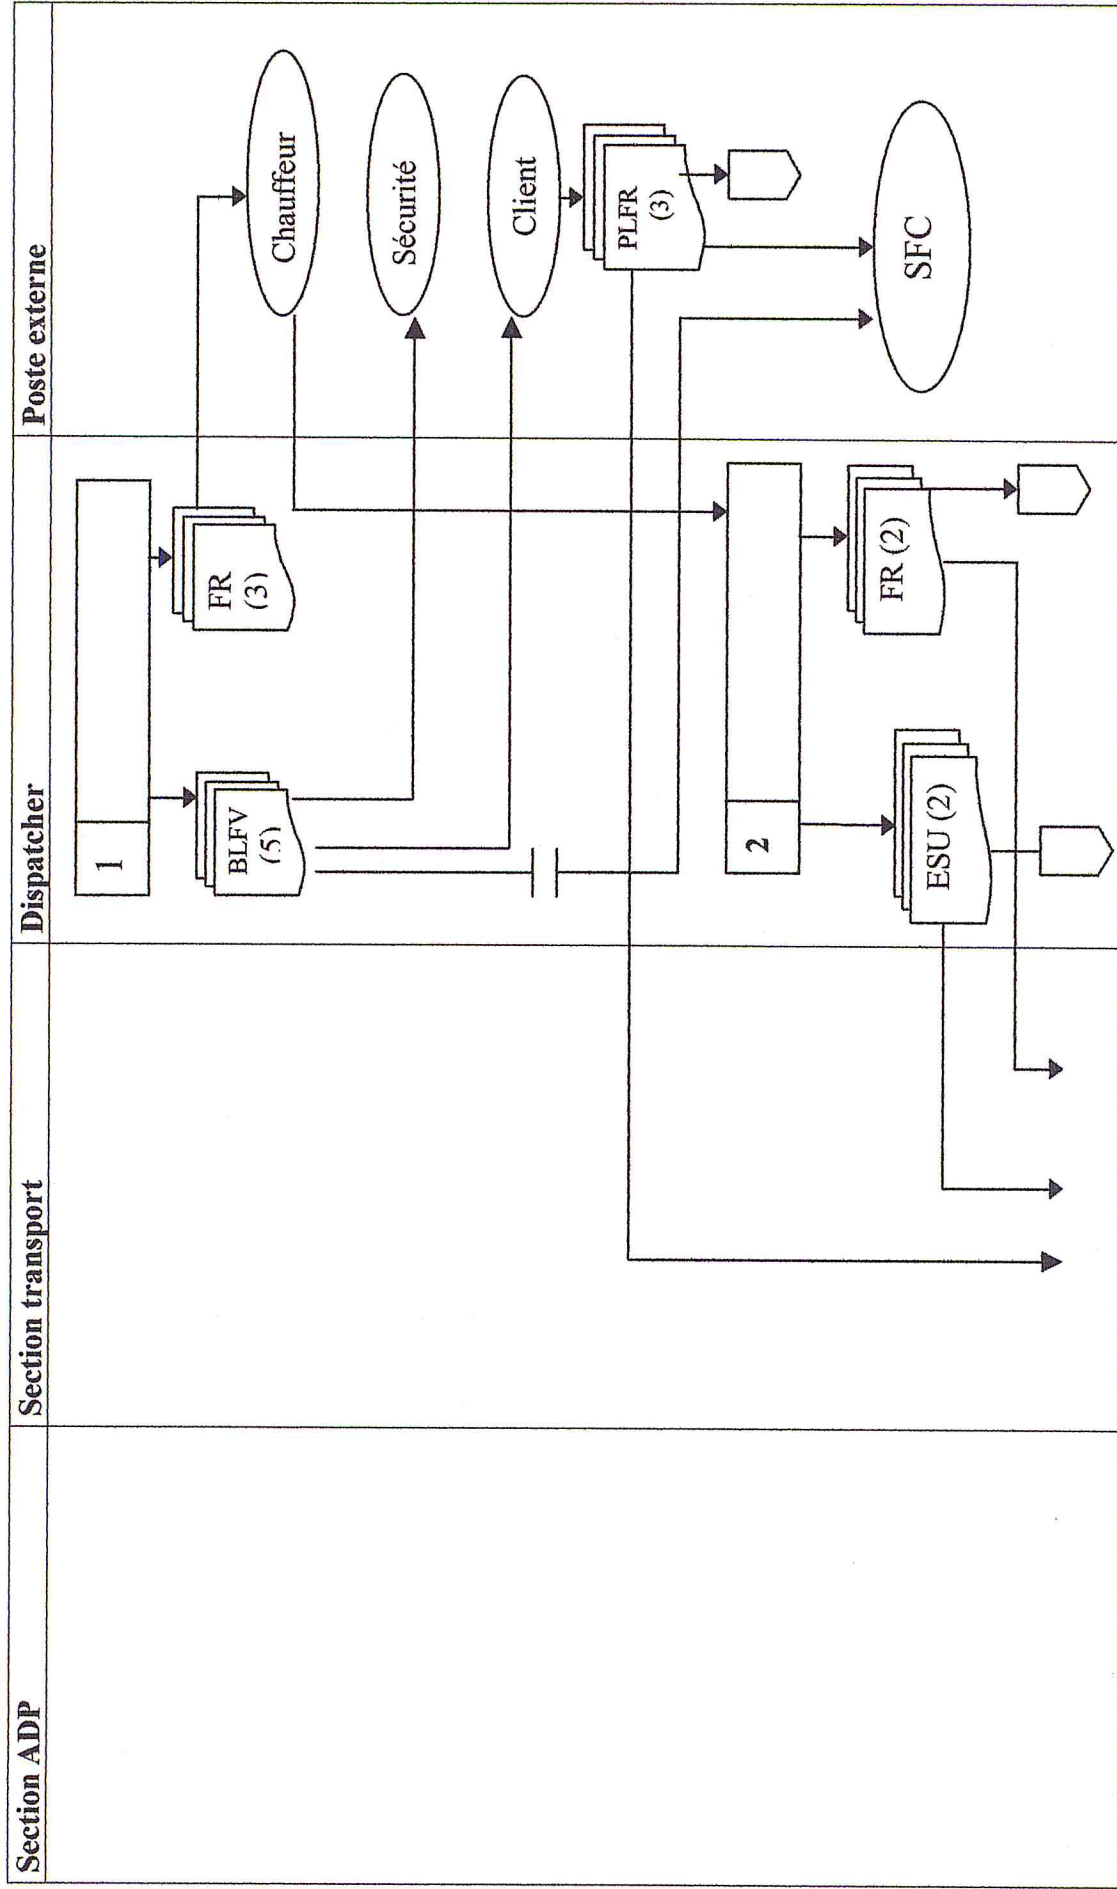 Section ADP
Section transport
Dispatcher
Poste externe
1
FR
(3)
Chauffeur
BLFV
(5)
Sécurité
Client
PLFR
(3)
2
SFC
FR (2)
ESU (2)